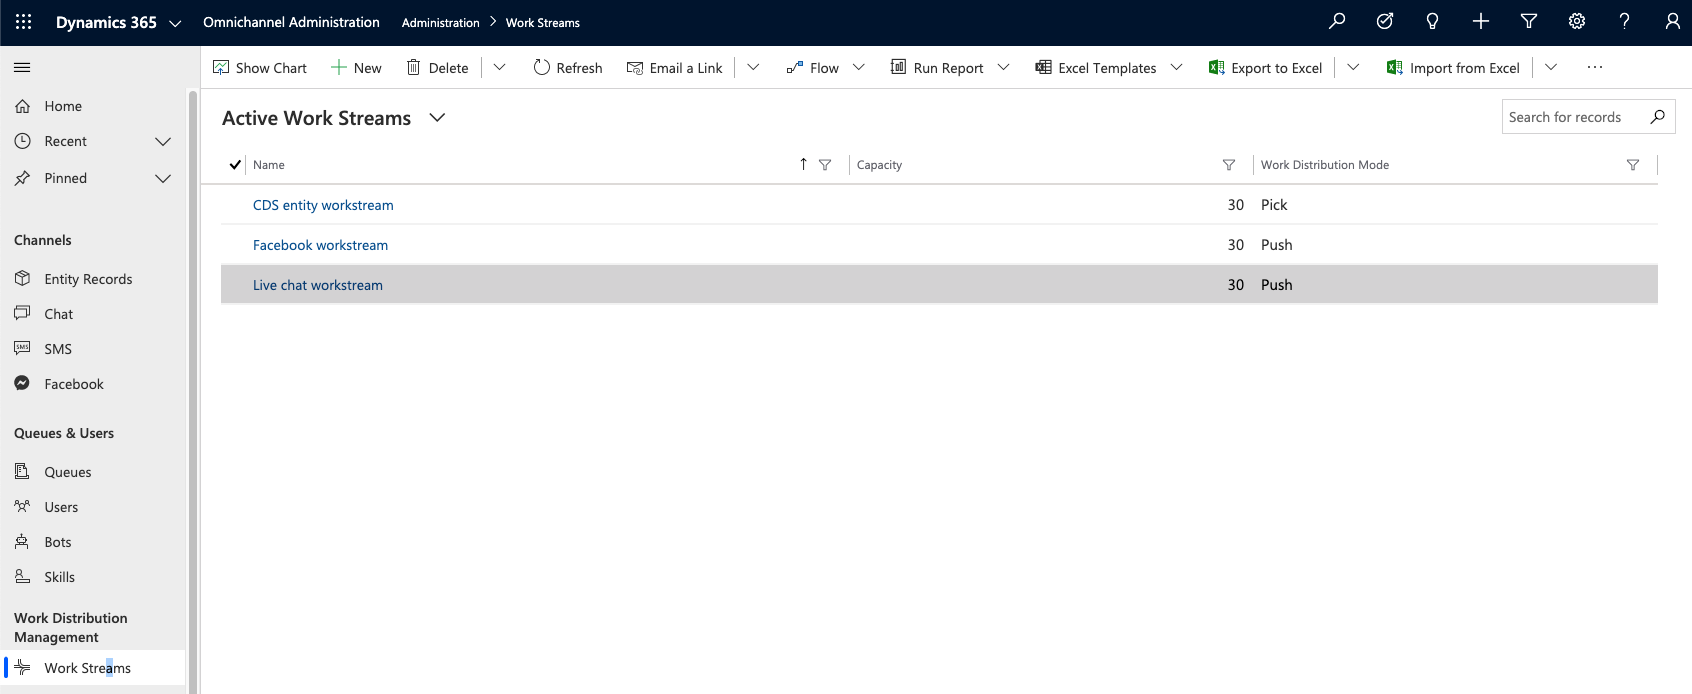 Dynamics 365 Omnichannel Administration Administration > Work Streams
Show Chart New Delete Refresh Email a Link Flow Run Report Excel Templates Export to Excel Import from Excel ...
Home
Recent
Pinned
Channels
Entity Records
Chat
SMS SMS
Facebook
Queues & Users
Queues
Users
Bots
Skills
Work Distribution
Management
Work Streams
Active Work Streams
Search for records
Name Capacity Work Distribution Mode
CDS entity workstream 30 Pick
Facebook workstream 30 Push
Live chat workstream 30 Push